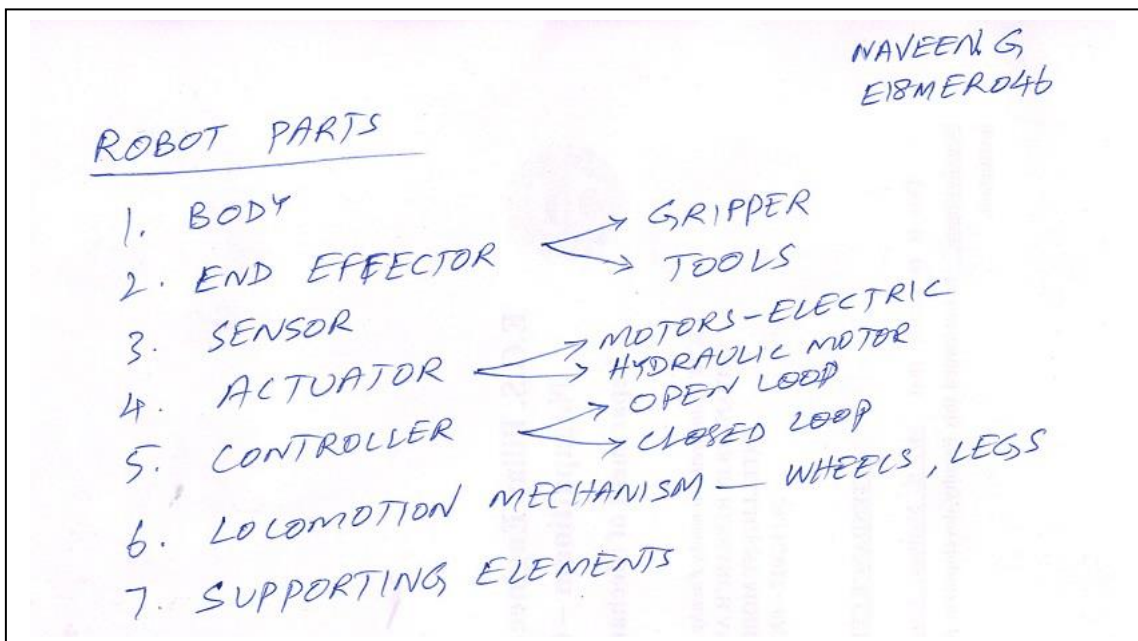 NAVEEN. G
E18MER046
ROBOT PARTS
1. BODY
2. END EFFECTOR → GRIPPER
→ TOOLS
3. SENSOR
4. ACTUATOR → MOTORS-ELECTRIC
→ HYDRAULIC MOTOR
5. CONTROLLER → OPEN LOOP
→ CLOSED LOOP
6. LOCOMOTION MECHANISM — WHEELS, LEGS
7. SUPPORTING ELEMENTS